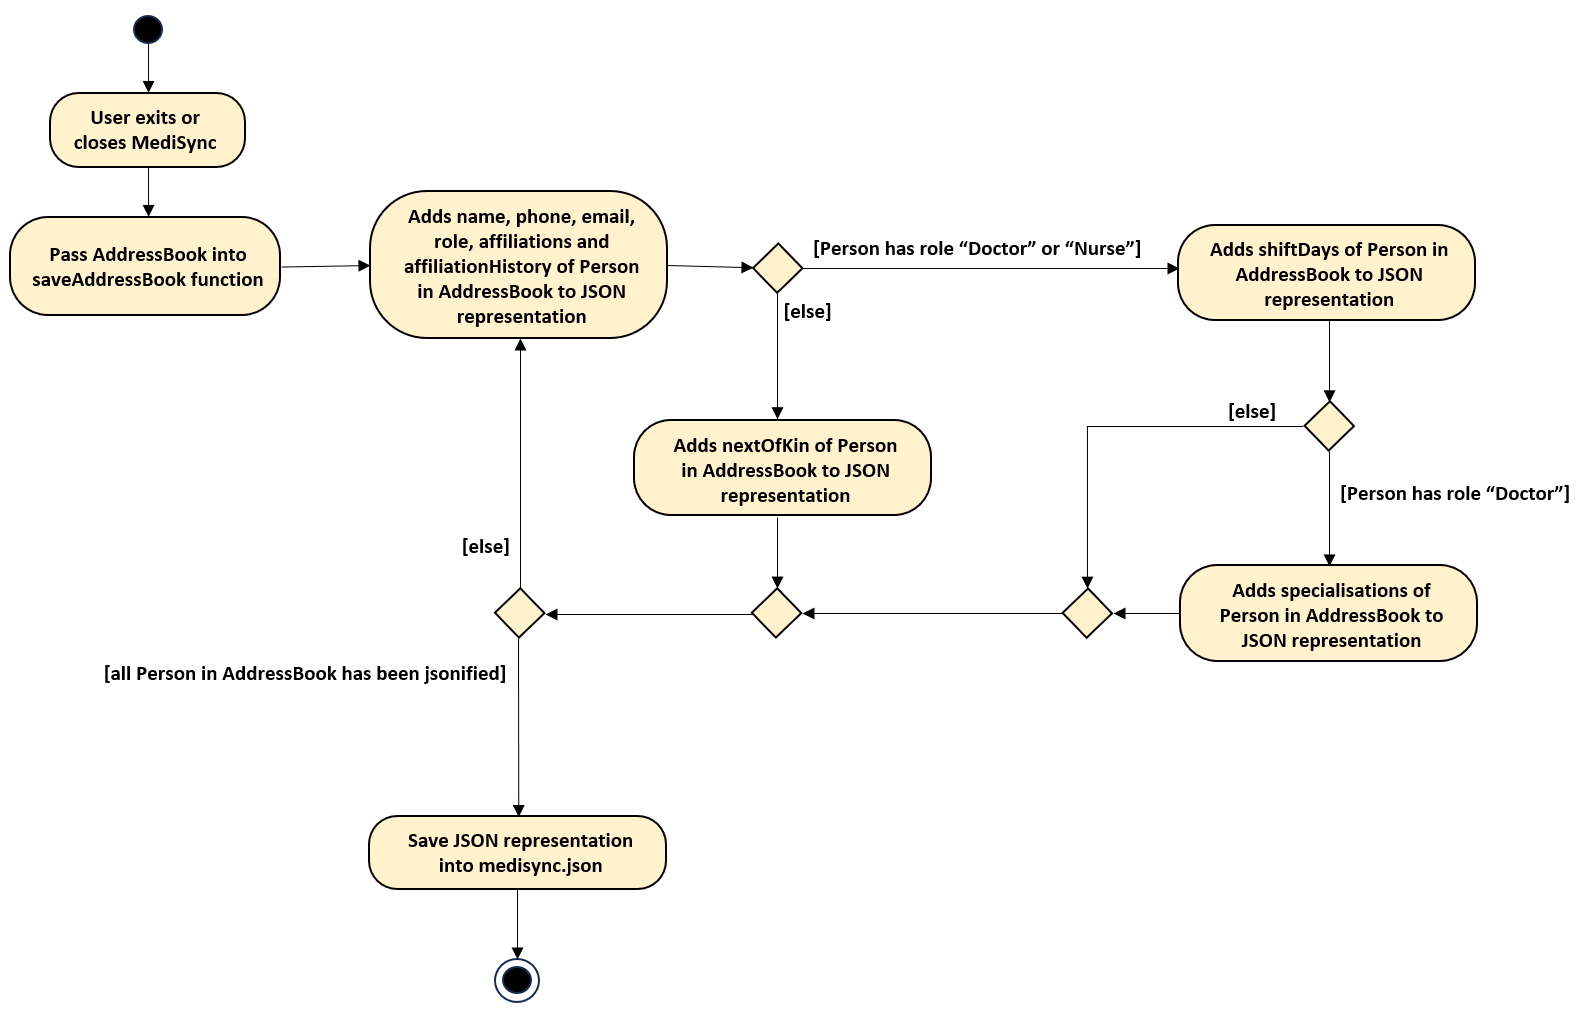 User exits or
closes MediSync
Pass AddressBook into
saveAddressBook function
Adds name, phone, email,
role, affiliations and
affiliationHistory of Person
in AddressBook to JSON
representation
[Person has role “Doctor” or “Nurse”]
[else]
Adds shiftDays of Person in
AddressBook to JSON
representation
[else]
[Person has role “Doctor”]
Adds nextOfKin of Person
in AddressBook to JSON
representation
Adds specialisations of
Person in AddressBook to
JSON representation
[else]
[all Person in AddressBook has been jsonified]
Save JSON representation
into medisync.json